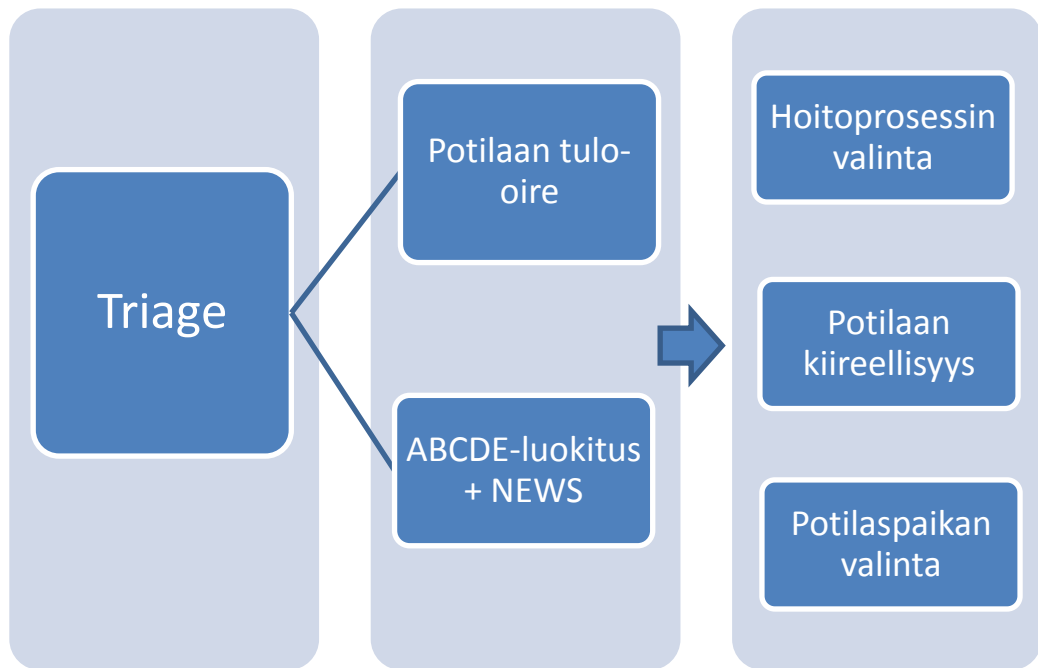 Triage
Potilaan tulo-
oire
ABCDE-luokitus
+ NEWS
Hoitoprosessin
valinta
Potilaan
kiireellisyys
Potilaspaikan
valinta